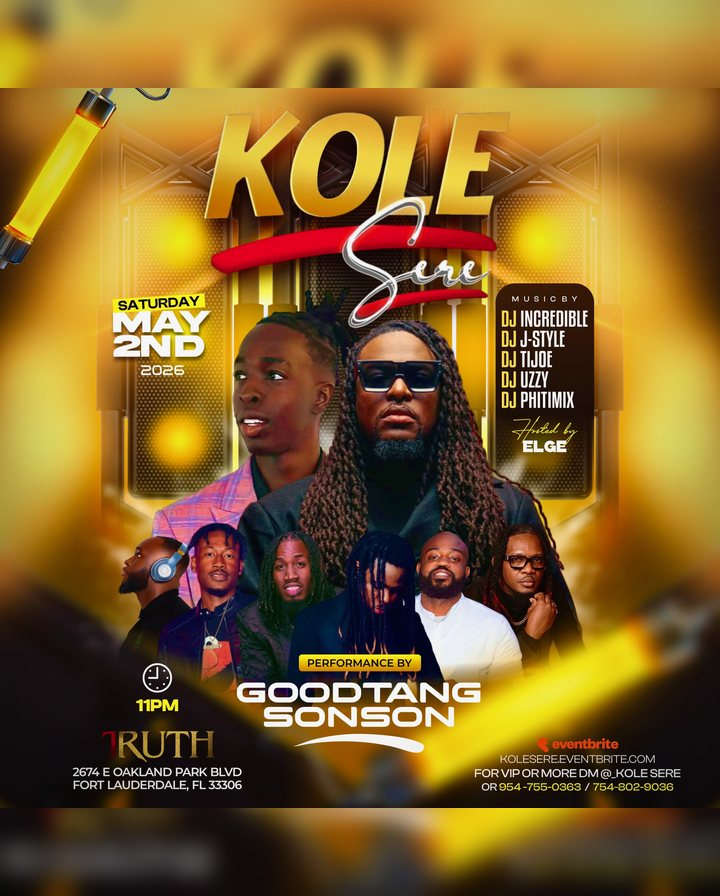 KOLE
Sere
SATURDAY
MAY
2ND
2026
MUSIC BY
DJ INCREDIBLE
DJ J-STYLE
DJ TIJOE
DJ UZZY
DJ PHITIMIX
Hosted by
ELGE
PERFORMANCE BY
GOODTANG
SONSON
11PM
TRUTH
2674 E OAKLAND PARK BLVD
FORT LAUDERDALE, FL 33306
eventbrite
KOLESERE.EVENTBRITE.COM
FOR VIP OR MORE DM @_KOLE SERE
OR 954-755-0363 / 754-802-9036